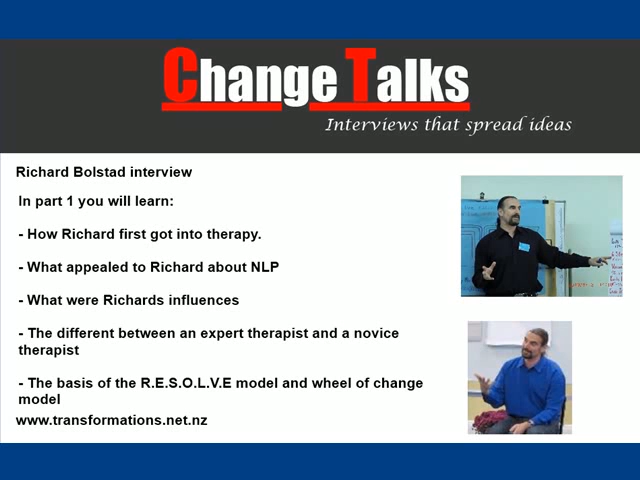 Change Talks
Interviews that spread ideas
Richard Bolstad interview
In part 1 you will learn:
- How Richard first got into therapy.
- What appealed to Richard about NLP
- What were Richards influences
- The different between an expert therapist and a novice
therapist
- The basis of the R.E.S.O.L.V.E model and wheel of change
model
www.transformations.net.nz